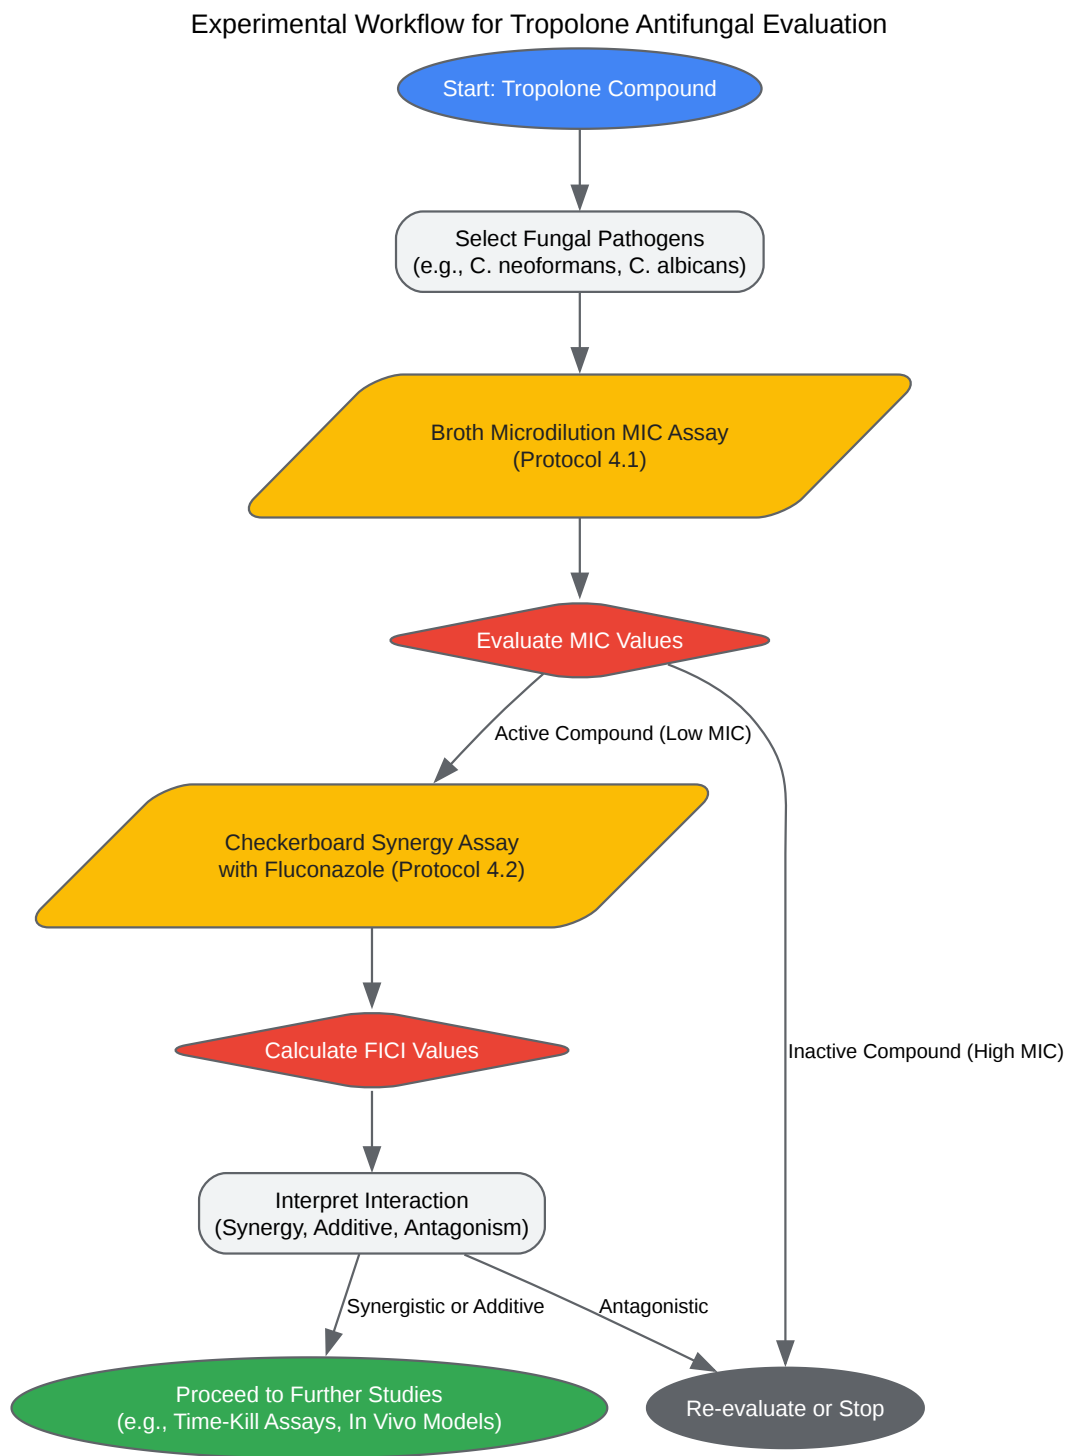 Experimental Workflow for Tropolone Antifungal Evaluation
Start: Tropolone Compound
Select Fungal Pathogens
(e.g., C. neoformans, C. albicans)
Broth Microdilution MIC Assay
(Protocol 4.1)
Evaluate MIC Values
Active Compound (Low MIC)
Checkerboard Synergy Assay
with Fluconazole (Protocol 4.2)
Calculate FICI Values
Inactive Compound (High MIC)
Interpret Interaction
(Synergy, Additive, Antagonism)
Synergistic or Additive
Antagonistic
Proceed to Further Studies
(e.g., Time-Kill Assays, In Vivo Models)
Re-evaluate or Stop